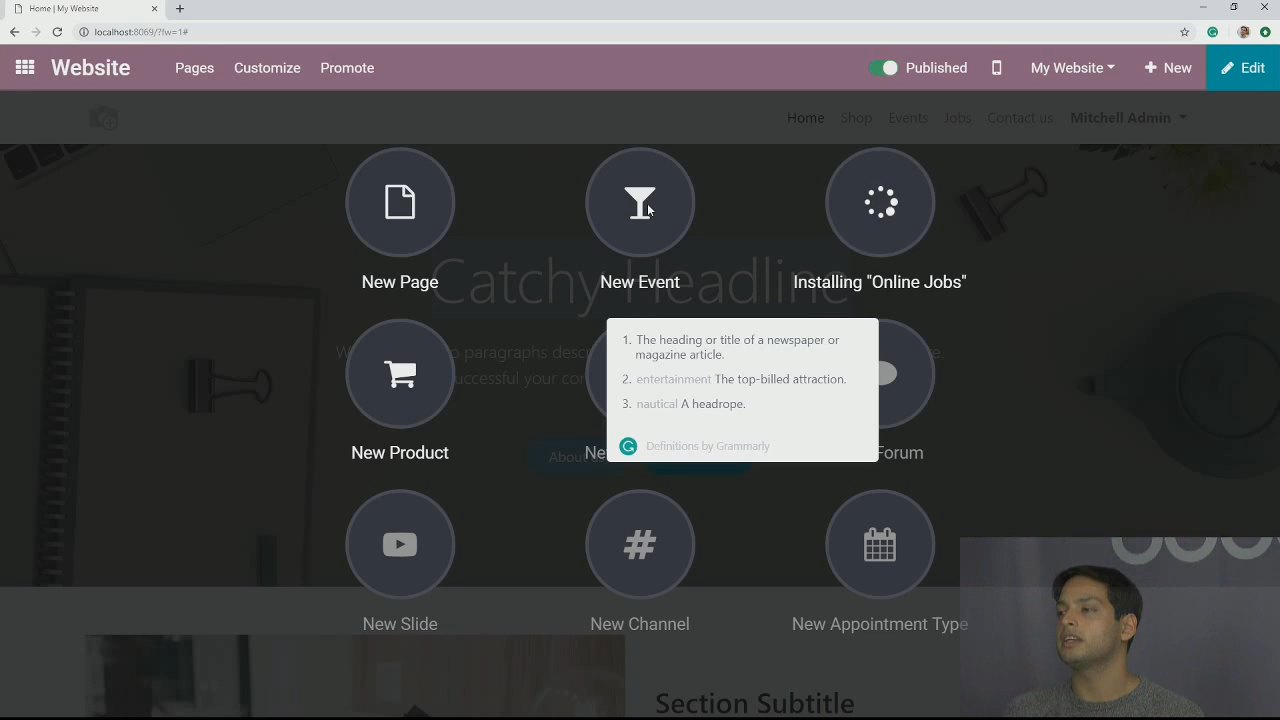 Home | My Website
localhost:8069/?fw=1#
Website
Pages
Customize
Promote
Published
My Website
New
Edit
Home
Shop
Events
Jobs
Contact us
Mitchell Admin
Catchy Headline
New Page
New Event
Installing "Online Jobs"
1. The heading or title of a newspaper or
magazine article.
2. entertainment The top-billed attraction.
3. nautical A headrope.
Definitions by Grammarly
New Product
Forum
About
New Slide
New Channel
New Appointment Type
Section Subtitle